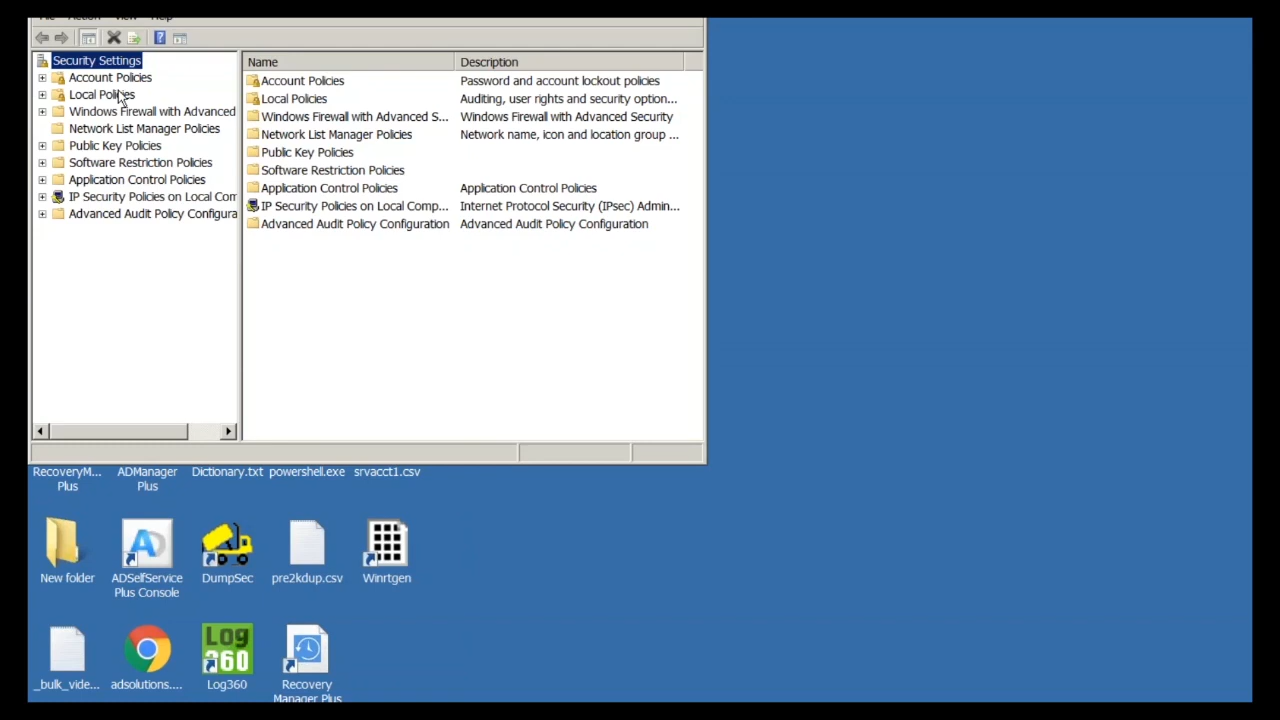 File Action View Help
Security Settings
Account Policies
Local Policies
Windows Firewall with Advanced
Network List Manager Policies
Public Key Policies
Software Restriction Policies
Application Control Policies
IP Security Policies on Local Com
Advanced Audit Policy Configura
Name Description
Account Policies Password and account lockout policies
Local Policies Auditing, user rights and security option...
Windows Firewall with Advanced S... Windows Firewall with Advanced Security
Network List Manager Policies Network name, icon and location group ...
Public Key Policies
Software Restriction Policies
Application Control Policies Application Control Policies
IP Security Policies on Local Comp... Internet Protocol Security (IPsec) Admin...
Advanced Audit Policy Configuration Advanced Audit Policy Configuration
RecoveryM... Plus
ADManager Plus
Dictionary.txt
powershell.exe
srvacct1.csv
New folder
ADSelfService
Plus Console
DumpSec
pre2kdup.csv
Winrtgen
_bulk_vide...
adsolutions....
Log
360
Log360
Recovery
Manager Plus